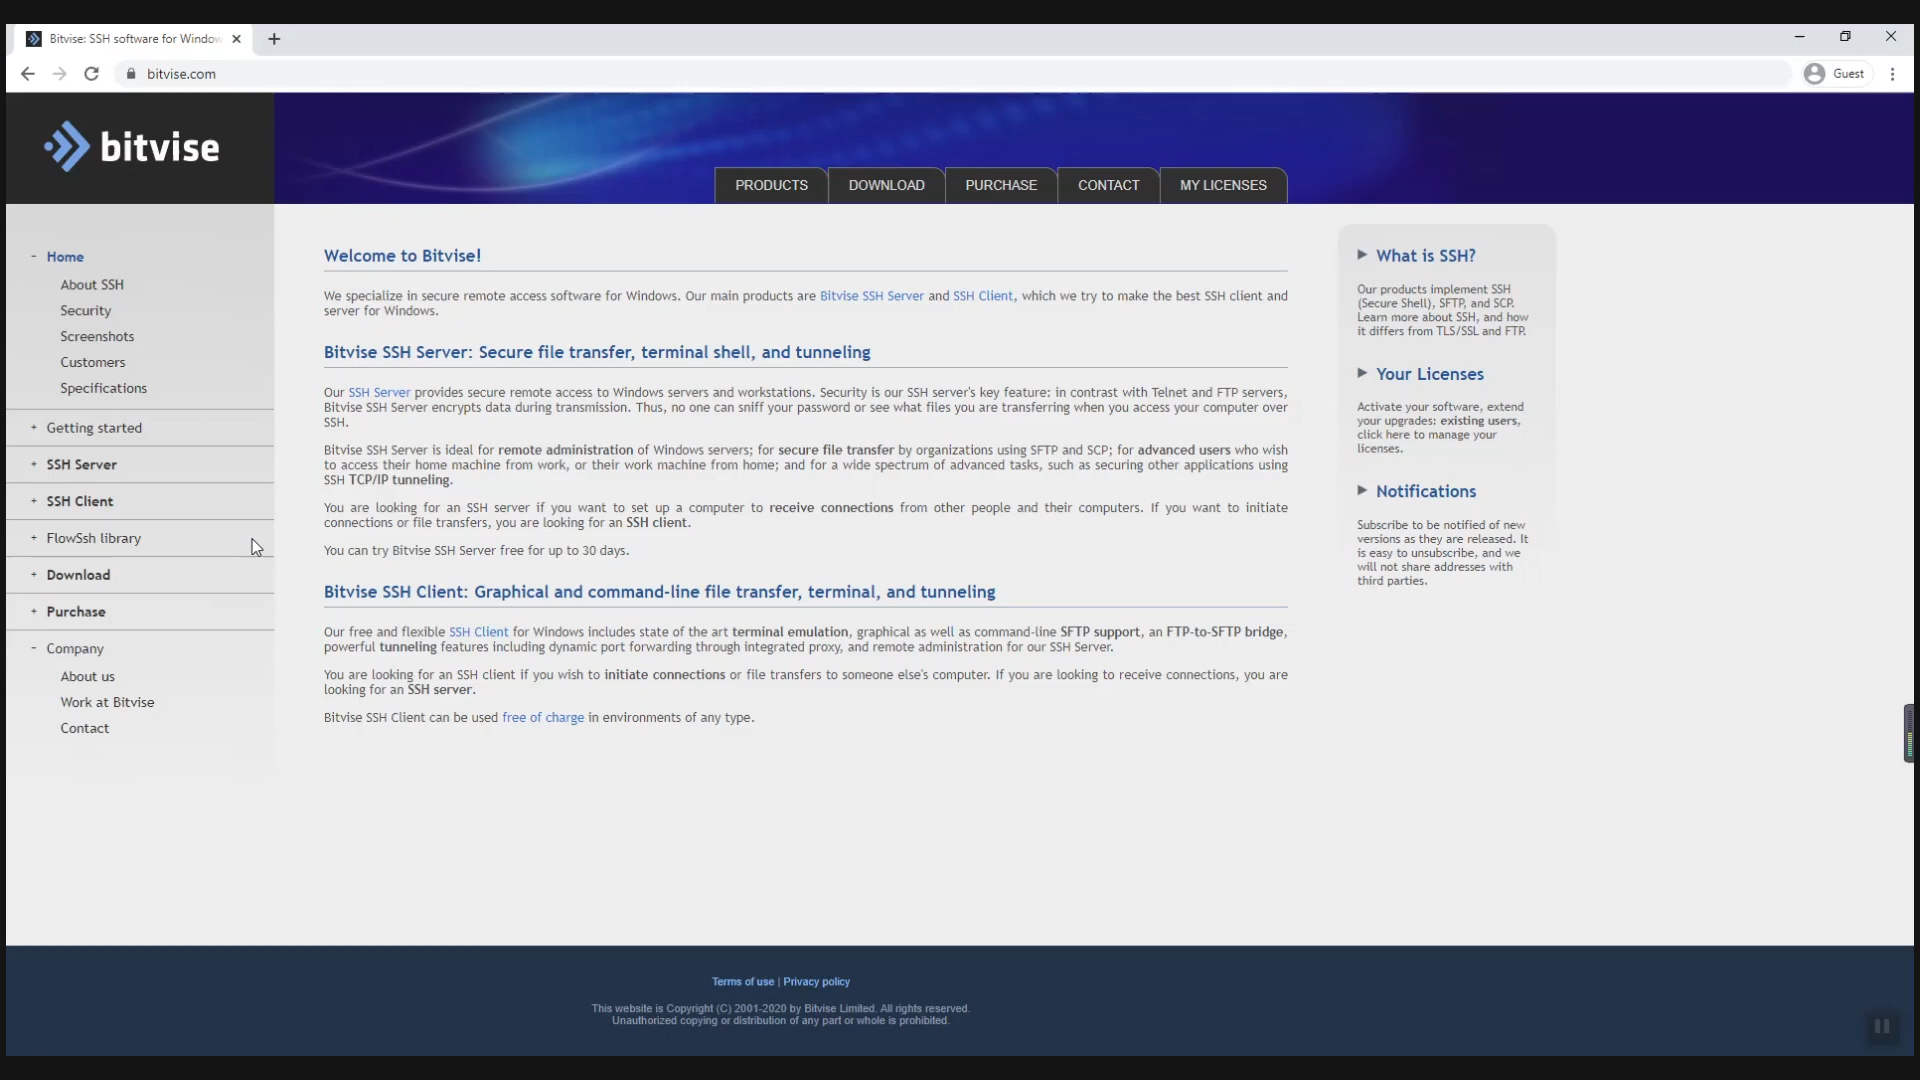 Bitvise: SSH software for Window
bitvise.com
Guest
bitvise
PRODUCTS
DOWNLOAD
PURCHASE
CONTACT
MY LICENSES
- Home
About SSH
Security
Screenshots
Customers
Specifications
+ Getting started
+ SSH Server
+ SSH Client
+ FlowSsh library
+ Download
+ Purchase
- Company
About us
Work at Bitvise
Contact
Welcome to Bitvise!
We specialize in secure remote access software for Windows. Our main products are Bitvise SSH Server and SSH Client, which we try to make the best SSH client and
server for Windows.
Bitvise SSH Server: Secure file transfer, terminal shell, and tunneling
Our SSH Server provides secure remote access to Windows servers and workstations. Security is our SSH server's key feature: in contrast with Telnet and FTP servers,
Bitvise SSH Server encrypts data during transmission. Thus, no one can sniff your password or see what files you are transferring when you access your computer over
SSH.
Bitvise SSH Server is ideal for remote administration of Windows servers; for secure file transfer by organizations using SFTP and SCP; for advanced users who wish
to access their home machine from work, or their work machine from home; and for a wide spectrum of advanced tasks, such as securing other applications using
SSH TCP/IP tunneling.
You are looking for an SSH server if you want to set up a computer to receive connections from other people and their computers. If you want to initiate
connections or file transfers, you are looking for an SSH client.
You can try Bitvise SSH Server free for up to 30 days.
Bitvise SSH Client: Graphical and command-line file transfer, terminal, and tunneling
Our free and flexible SSH Client for Windows includes state of the art terminal emulation, graphical as well as command-line SFTP support, an FTP-to-SFTP bridge,
powerful tunneling features including dynamic port forwarding through integrated proxy, and remote administration for our SSH Server.
You are looking for an SSH client if you wish to initiate connections or file transfers to someone else's computer. If you are looking to receive connections, you are
looking for an SSH server.
Bitvise SSH Client can be used free of charge in environments of any type.
What is SSH?
Our products implement SSH
(Secure Shell), SFTP, and SCP.
Learn more about SSH, and how
it differs from TLS/SSL and FTP.
Your Licenses
Activate your software, extend
your upgrades: existing users,
click here to manage your
licenses.
Notifications
Subscribe to be notified of new
versions as they are released. It
is easy to unsubscribe, and we
will not share addresses with
third parties.
Terms of use | Privacy policy
This website is Copyright (C) 2001-2020 by Bitvise Limited. All rights reserved.
Unauthorized copying or distribution of any part or whole is prohibited.